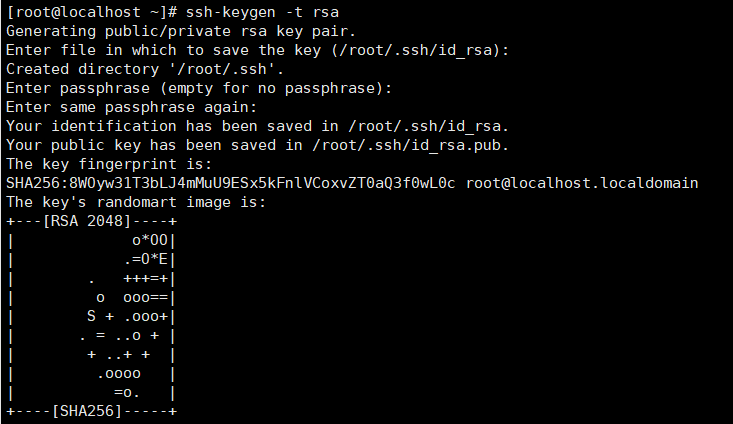 [root@localhost ~]# ssh-keygen -t rsa
Generating public/private rsa key pair.
Enter file in which to save the key (/root/.ssh/id_rsa):
Created directory '/root/.ssh'.
Enter passphrase (empty for no passphrase):
Enter same passphrase again:
Your identification has been saved in /root/.ssh/id_rsa.
Your public key has been saved in /root/.ssh/id_rsa.pub.
The key fingerprint is:
SHA256:8WOyw31T3bLJ4mMuU9ESx5kFnlVCoxvZT0aQ3f0wL0c root@localhost.localdomain
The key's randomart image is:
+---[RSA 2048]----+
|             o*OO|
|            .=O*E|
|        .   +++=+|
|         o  ooo==|
|        S + .ooo+|
|       . = ..o + |
|        + ..+ +  |
|         .oooo   |
|           =o.   |
+----[SHA256]-----+